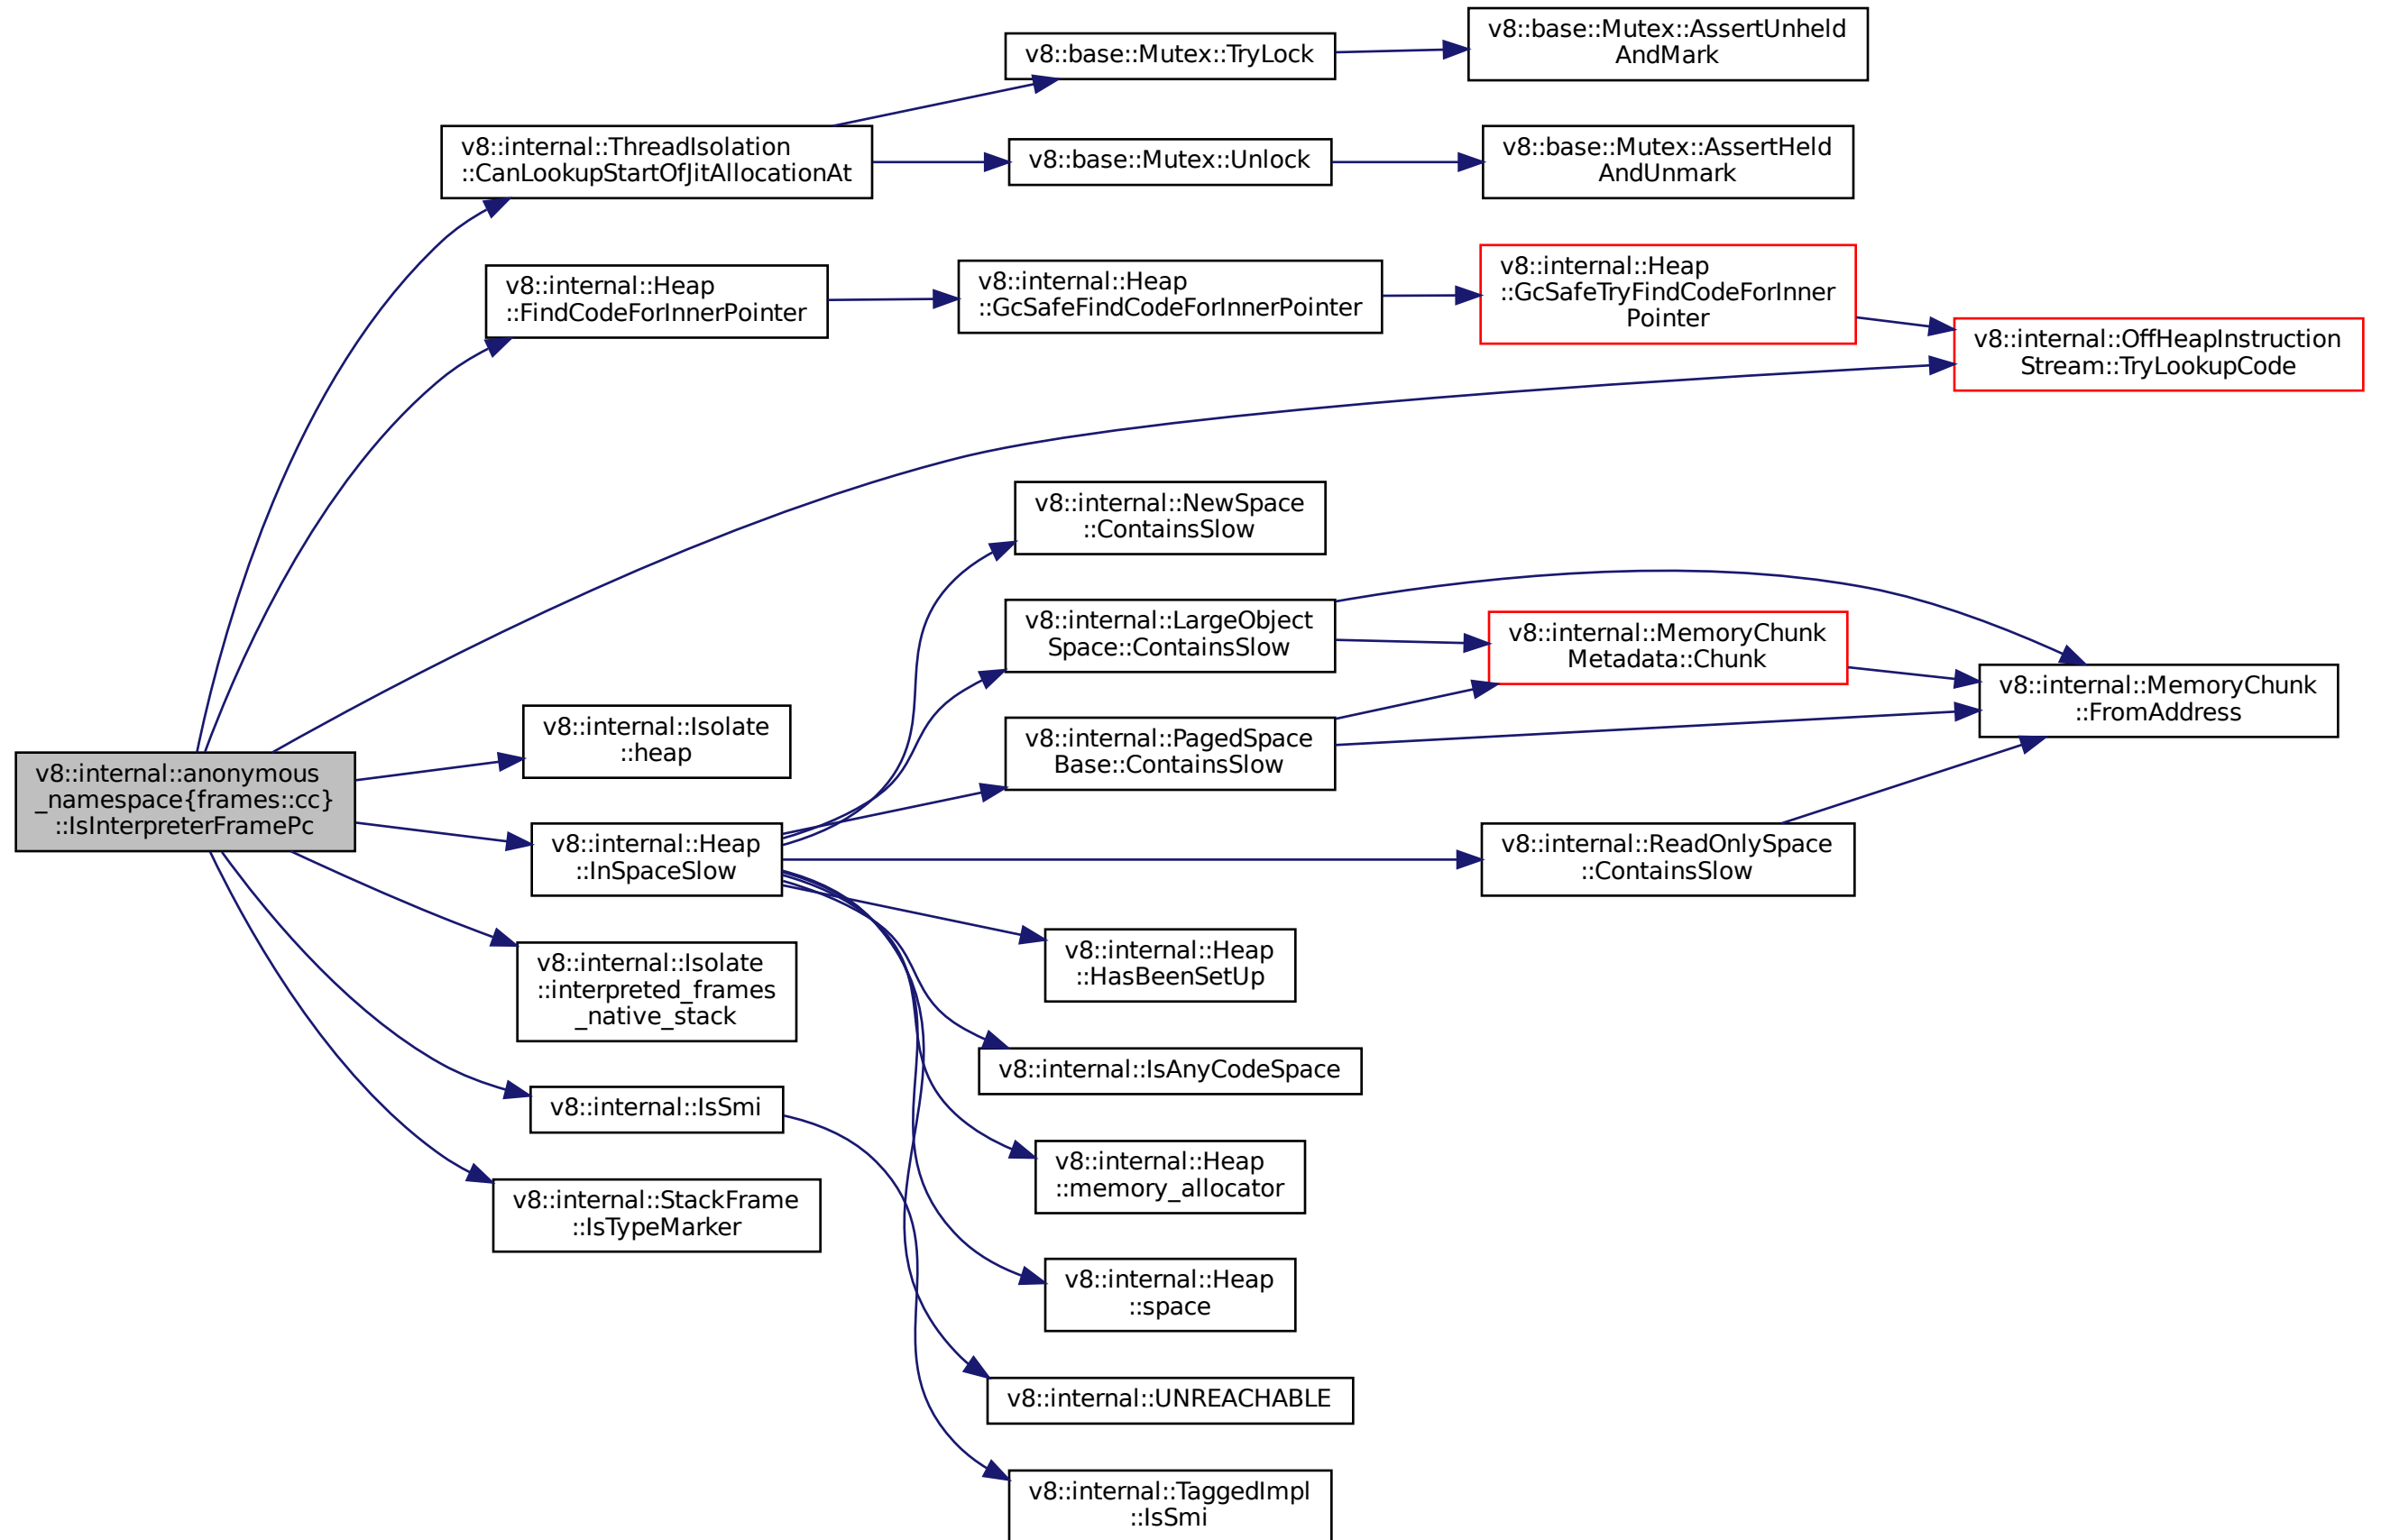 v8::base::Mutex::AssertUnheld
AndMark
v8::base::Mutex::TryLock
v8::internal::ThreadIsolation
::CanLookupStartOfJitAllocationAt
v8::base::Mutex::Unlock
v8::base::Mutex::AssertHeld
AndUnmark
v8::internal::Heap
::FindCodeForInnerPointer
v8::internal::Heap
::GcSafeFindCodeForInnerPointer
v8::internal::Heap
::GcSafeTryFindCodeForInner
Pointer
v8::internal::OffHeapInstruction
Stream::TryLookupCode
v8::internal::NewSpace
::ContainsSlow
v8::internal::LargeObject
Space::ContainsSlow
v8::internal::MemoryChunk
Metadata::Chunk
v8::internal::MemoryChunk
::FromAddress
v8::internal::Isolate
::heap
v8::internal::PagedSpace
Base::ContainsSlow
v8::internal::anonymous
_namespace{frames::cc}
::IsInterpreterFramePc
v8::internal::Heap
::InSpaceSlow
v8::internal::ReadOnlySpace
::ContainsSlow
v8::internal::Heap
::HasBeenSetUp
v8::internal::Isolate
::interpreted_frames
_native_stack
v8::internal::IsAnyCodeSpace
v8::internal::IsSmi
v8::internal::Heap
::memory_allocator
v8::internal::StackFrame
::IsTypeMarker
v8::internal::Heap
::space
v8::internal::UNREACHABLE
v8::internal::TaggedImpl
::IsSmi